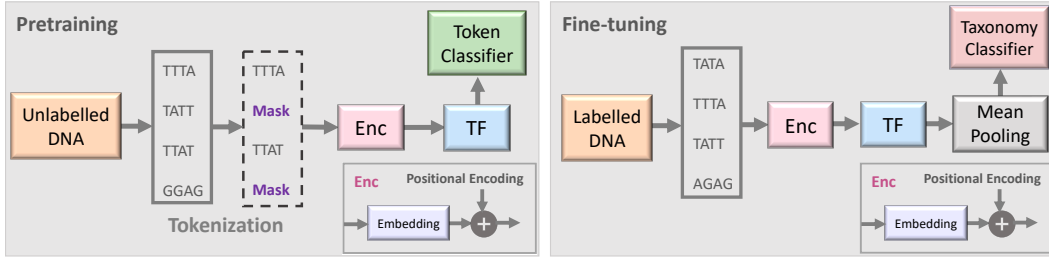 Pretraining
Token
Classifier
TTTA
TATT
TTAT
GGAG
TTTA
Mask
TTAT
Mask
Unlabelled
DNA
Enc
TF
Tokenization
Enc
Positional Encoding
Embedding
+
Fine-tuning
Taxonomy
Classifier
TATA
TTTA
TATT
AGAG
Labelled
DNA
Enc
TF
Mean
Pooling
Enc
Positional Encoding
Embedding
+